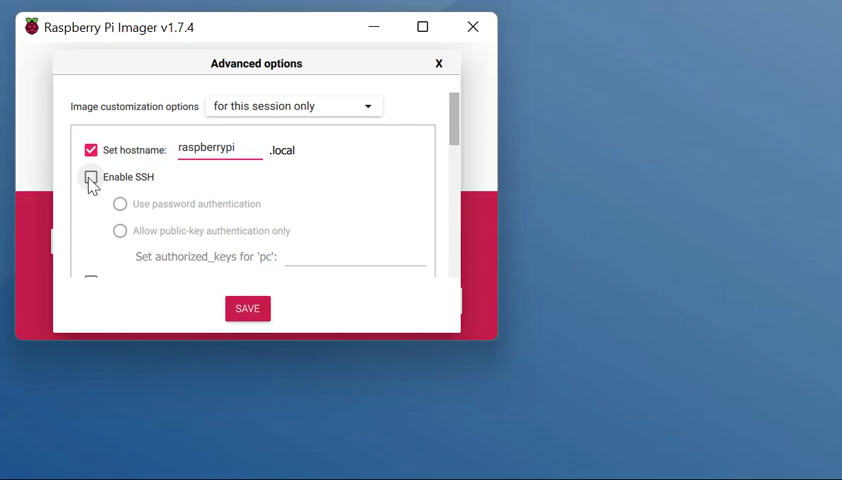 Raspberry Pi Imager v1.7.4
Advanced options X
Image customization options for this session only
Set hostname: raspberrypi .local
Enable SSH
Use password authentication
Allow public-key authentication only
Set authorized_keys for 'pc':
SAVE